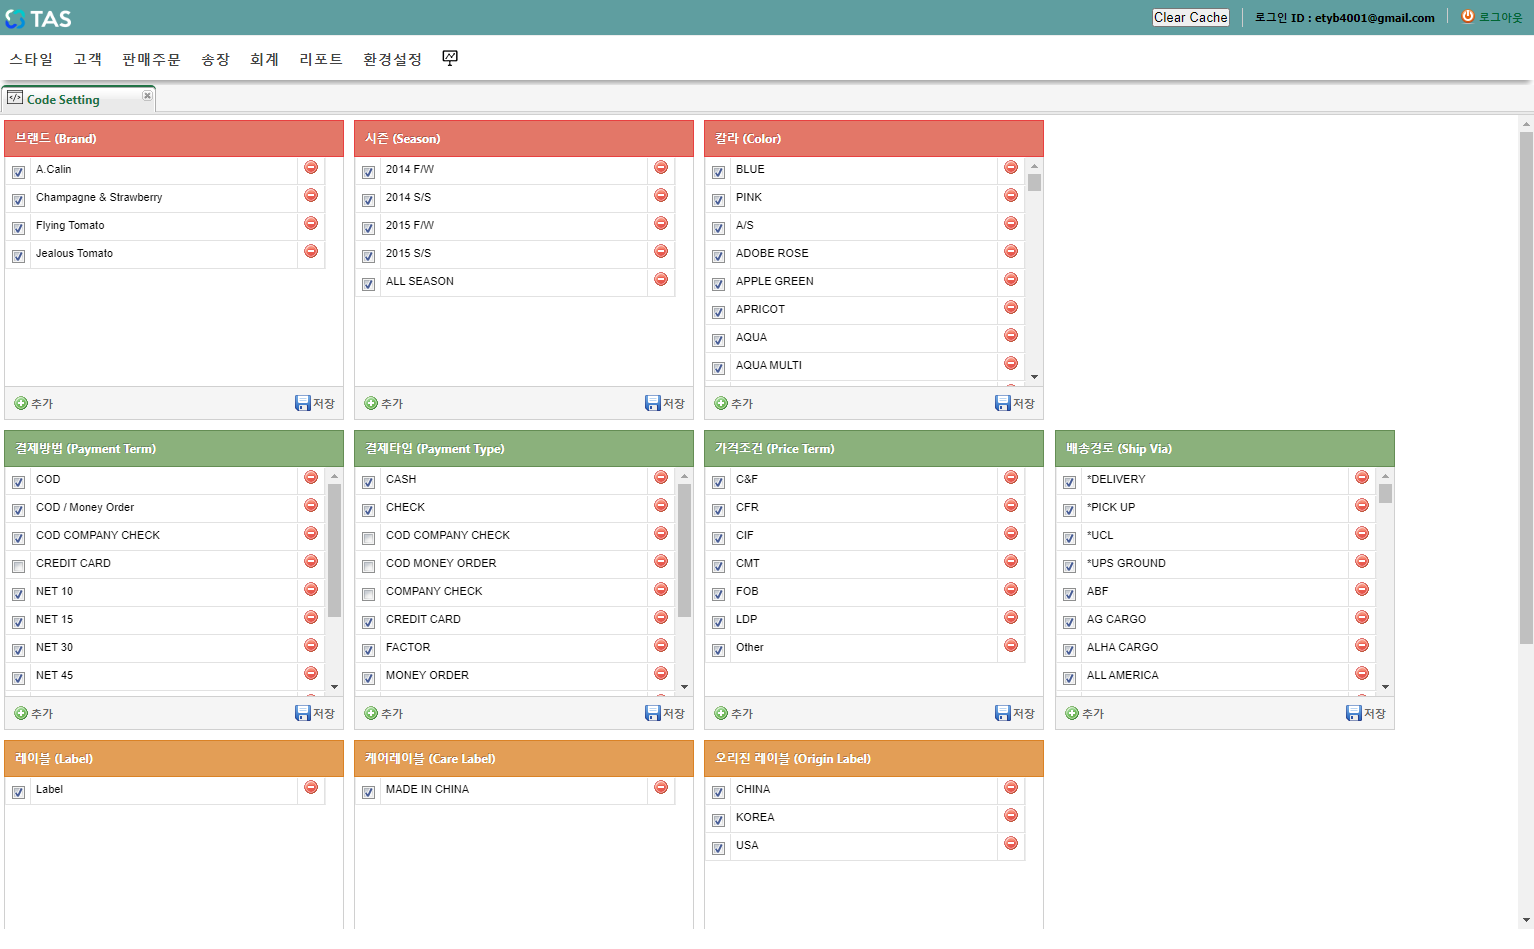 TAS
Clear Cache
로그인 ID : etyb4001@gmail.com
로그아웃
스타일 고객 판매주문 송장 회계 리포트 환경설정
Code Setting
브랜드 (Brand)
A.Calin
Champagne & Strawberry
Flying Tomato
Jealous Tomato
추가 저장
시즌 (Season)
2014 F/W
2014 S/S
2015 F/W
2015 S/S
ALL SEASON
추가 저장
칼라 (Color)
BLUE
PINK
A/S
ADOBE ROSE
APPLE GREEN
APRICOT
AQUA
AQUA MULTI
추가 저장
결제방법 (Payment Term)
COD
COD / Money Order
COD COMPANY CHECK
CREDIT CARD
NET 10
NET 15
NET 30
NET 45
추가 저장
결제타입 (Payment Type)
CASH
CHECK
COD COMPANY CHECK
COD MONEY ORDER
COMPANY CHECK
CREDIT CARD
FACTOR
MONEY ORDER
추가 저장
가격조건 (Price Term)
C&F
CFR
CIF
CMT
FOB
LDP
Other
추가 저장
배송경로 (Ship Via)
*DELIVERY
*PICK UP
*UCL
*UPS GROUND
ABF
AG CARGO
ALHA CARGO
ALL AMERICA
추가 저장
레이블 (Label)
Label
케어레이블 (Care Label)
MADE IN CHINA
오리진 레이블 (Origin Label)
CHINA
KOREA
USA